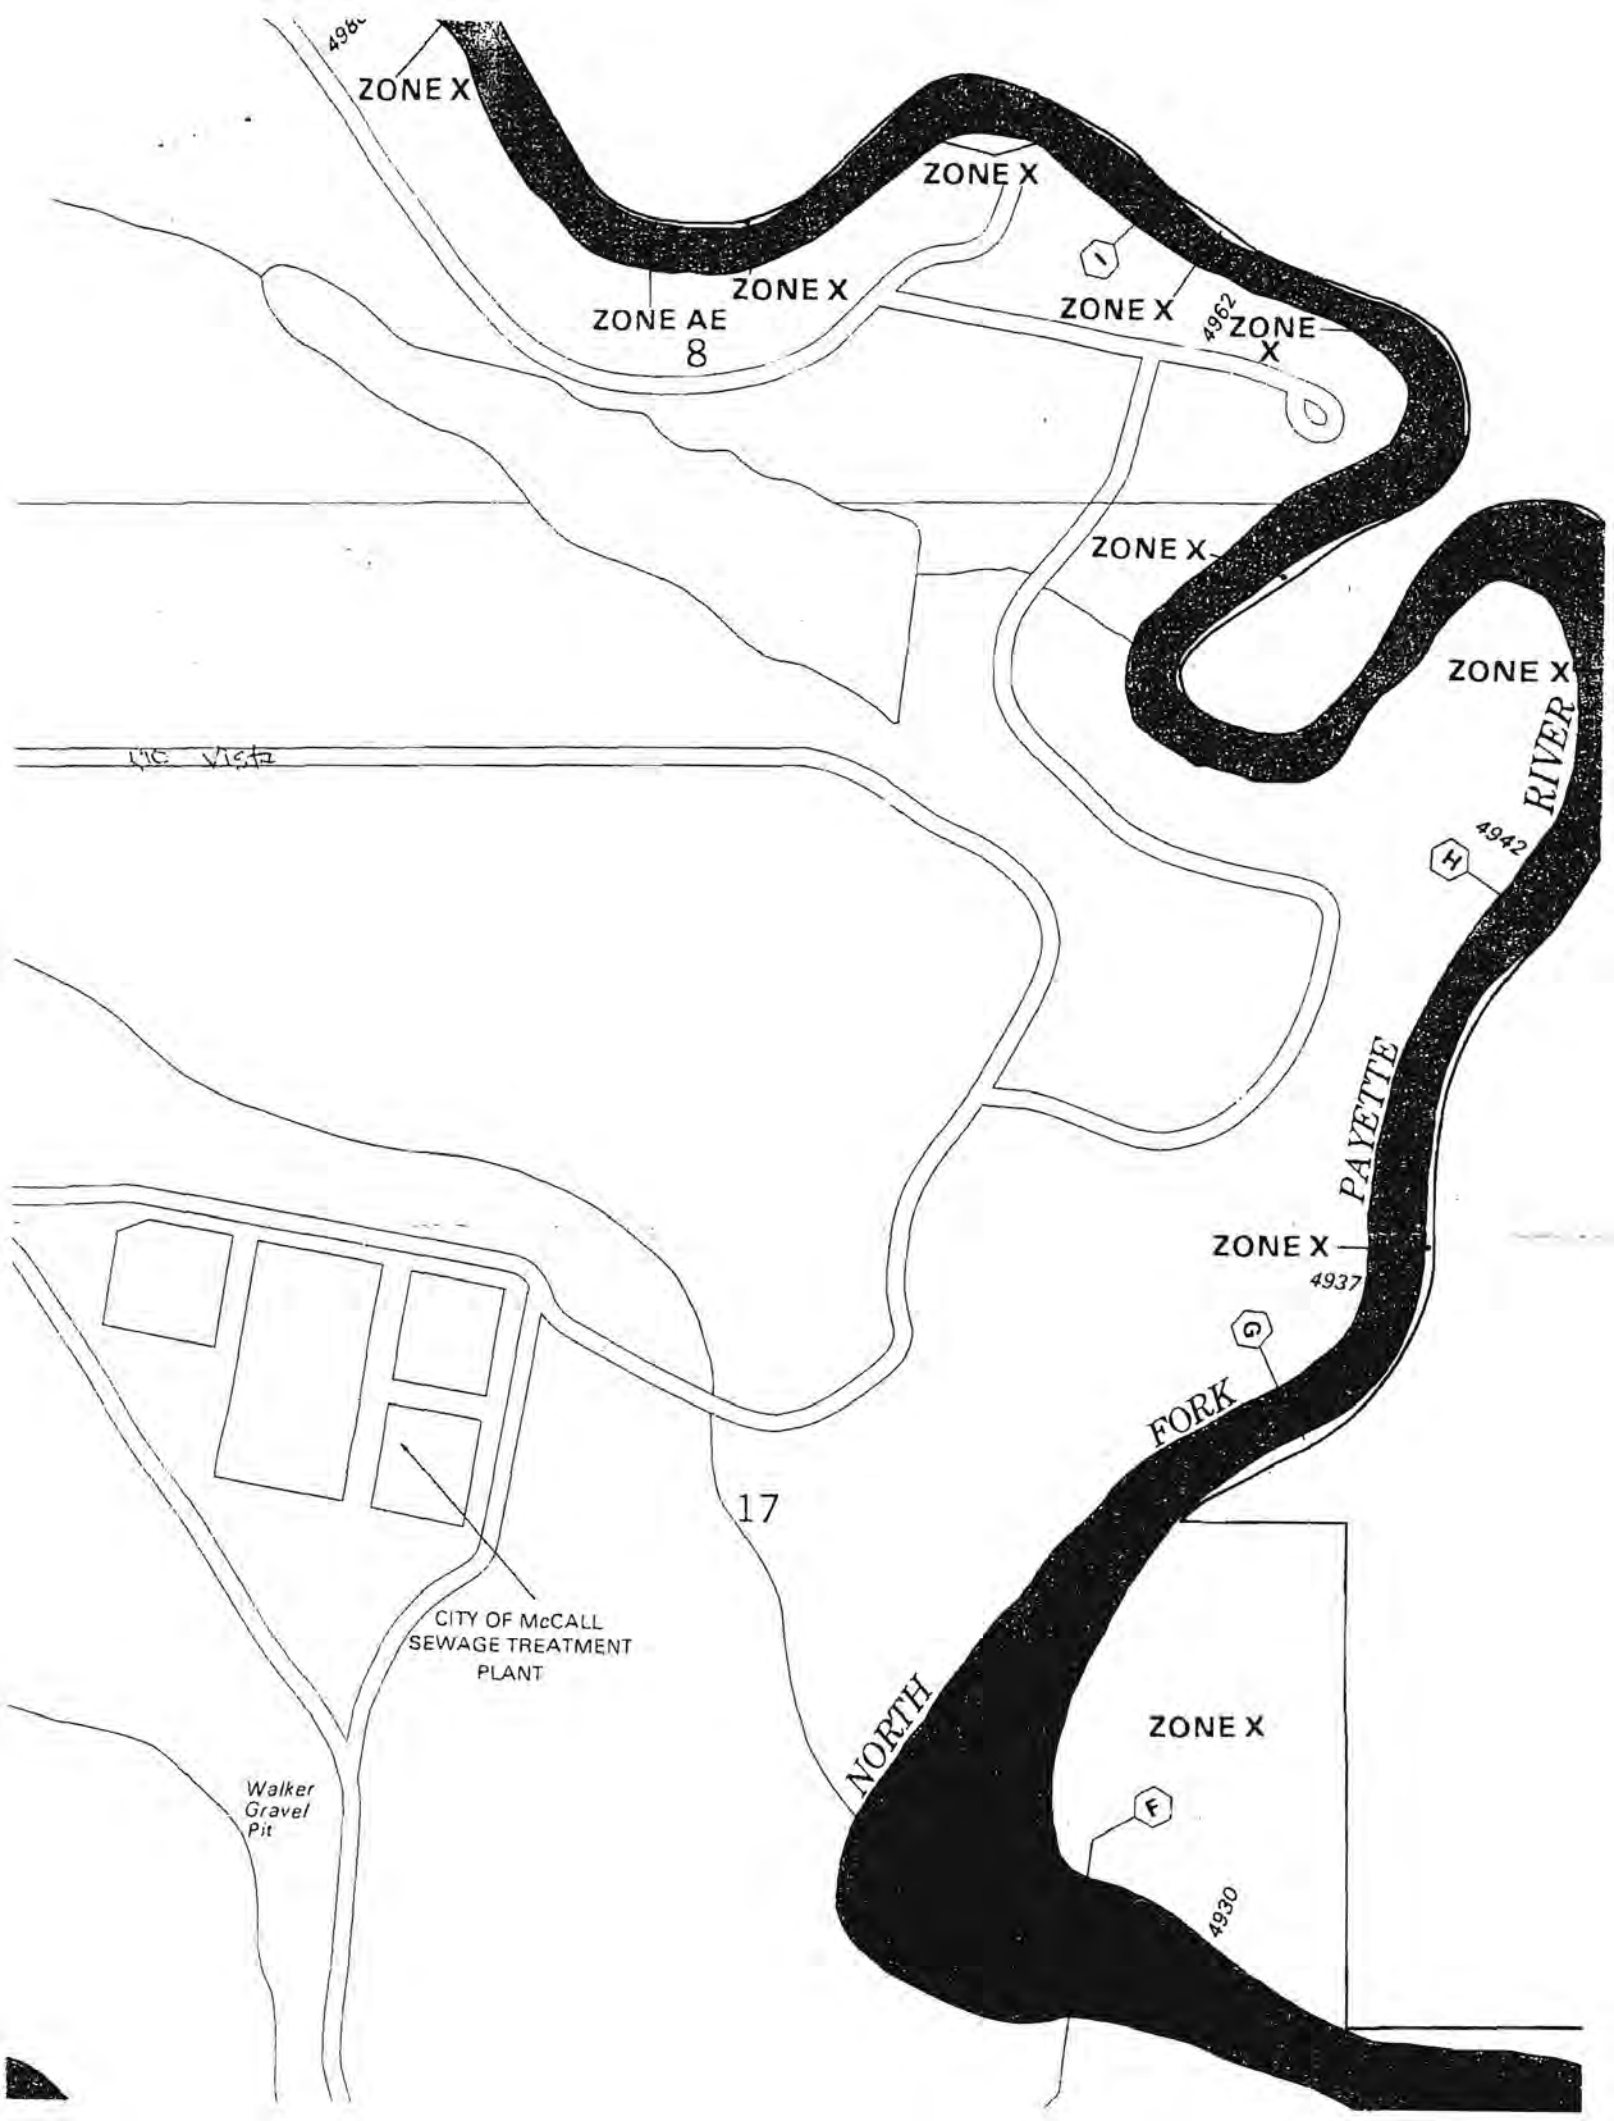 ZONE X
ZONE X
ZONE X
ZONE AE
8
I
ZONE X
4962
ZONE
X
ZONE X
ZONE X
RIVER
Vista
4942
H
PAYETTE
ZONE X
4937
G
FORK
17
CITY OF McCALL
SEWAGE TREATMENT
PLANT
NORTH
ZONE X
Walker
Gravel
Pit
F
4930